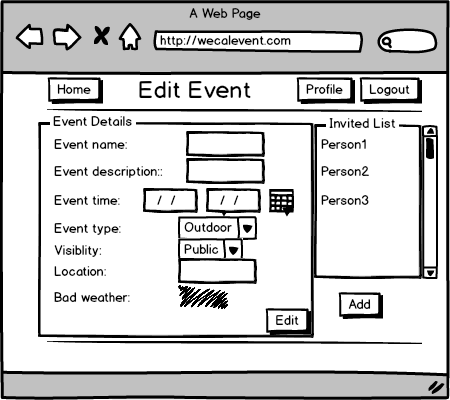 A Web Page
http://wecalevent.com
Home
Edit Event
Profile
Logout
Event Details
Event name:
Event description::
Event time: / / / /
Event type: Outdoor
Visiblity: Public
Location:
Bad weather:
Edit
Invited List
Person1
Person2
Person3
Add